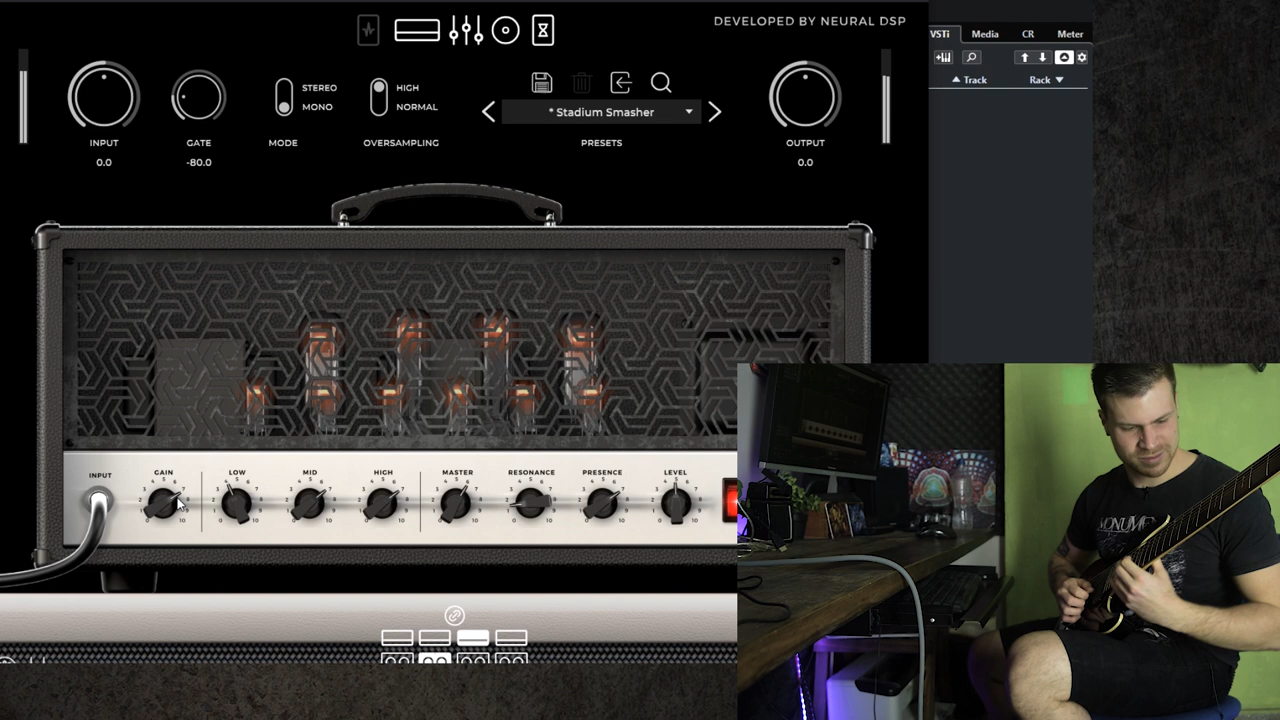 DEVELOPED BY NEURAL DSP
VSTi Media CR Meter
STEREO
MONO
HIGH
NORMAL
Track Rack
* Stadium Smasher
INPUT GATE MODE OVERSAMPLING PRESETS OUTPUT
0.0 -80.0 0.0
INPUT GAIN LOW MID HIGH MASTER RESONANCE PRESENCE LEVEL
MONUM